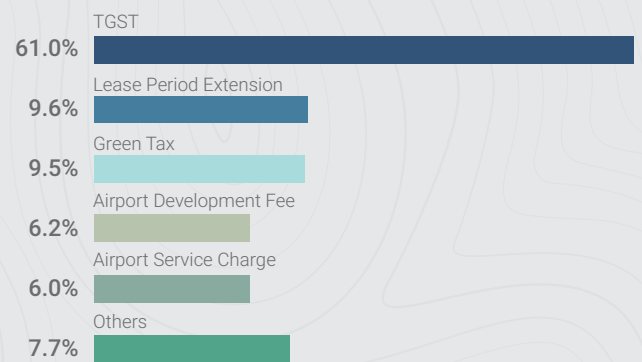 TGST
61.0%
Lease Period Extension
9.6%
Green Tax
9.5%
Airport Development Fee
6.2%
Airport Service Charge
6.0%
Others
7.7%